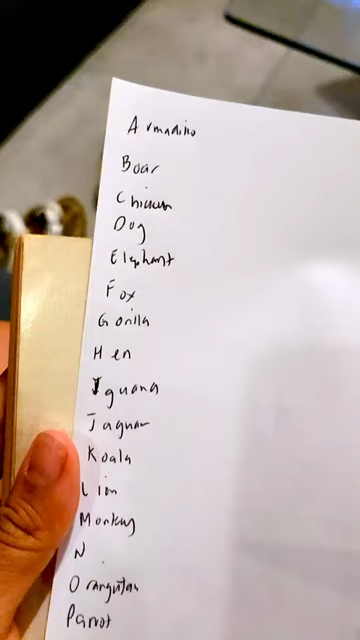 Armadillo
Boar
Chicken
Dog
Elephant
Fox
Gorilla
Hen
Iguana
Jaguar
Koala
Lion
Monkey
N
Orangutan
Parrot